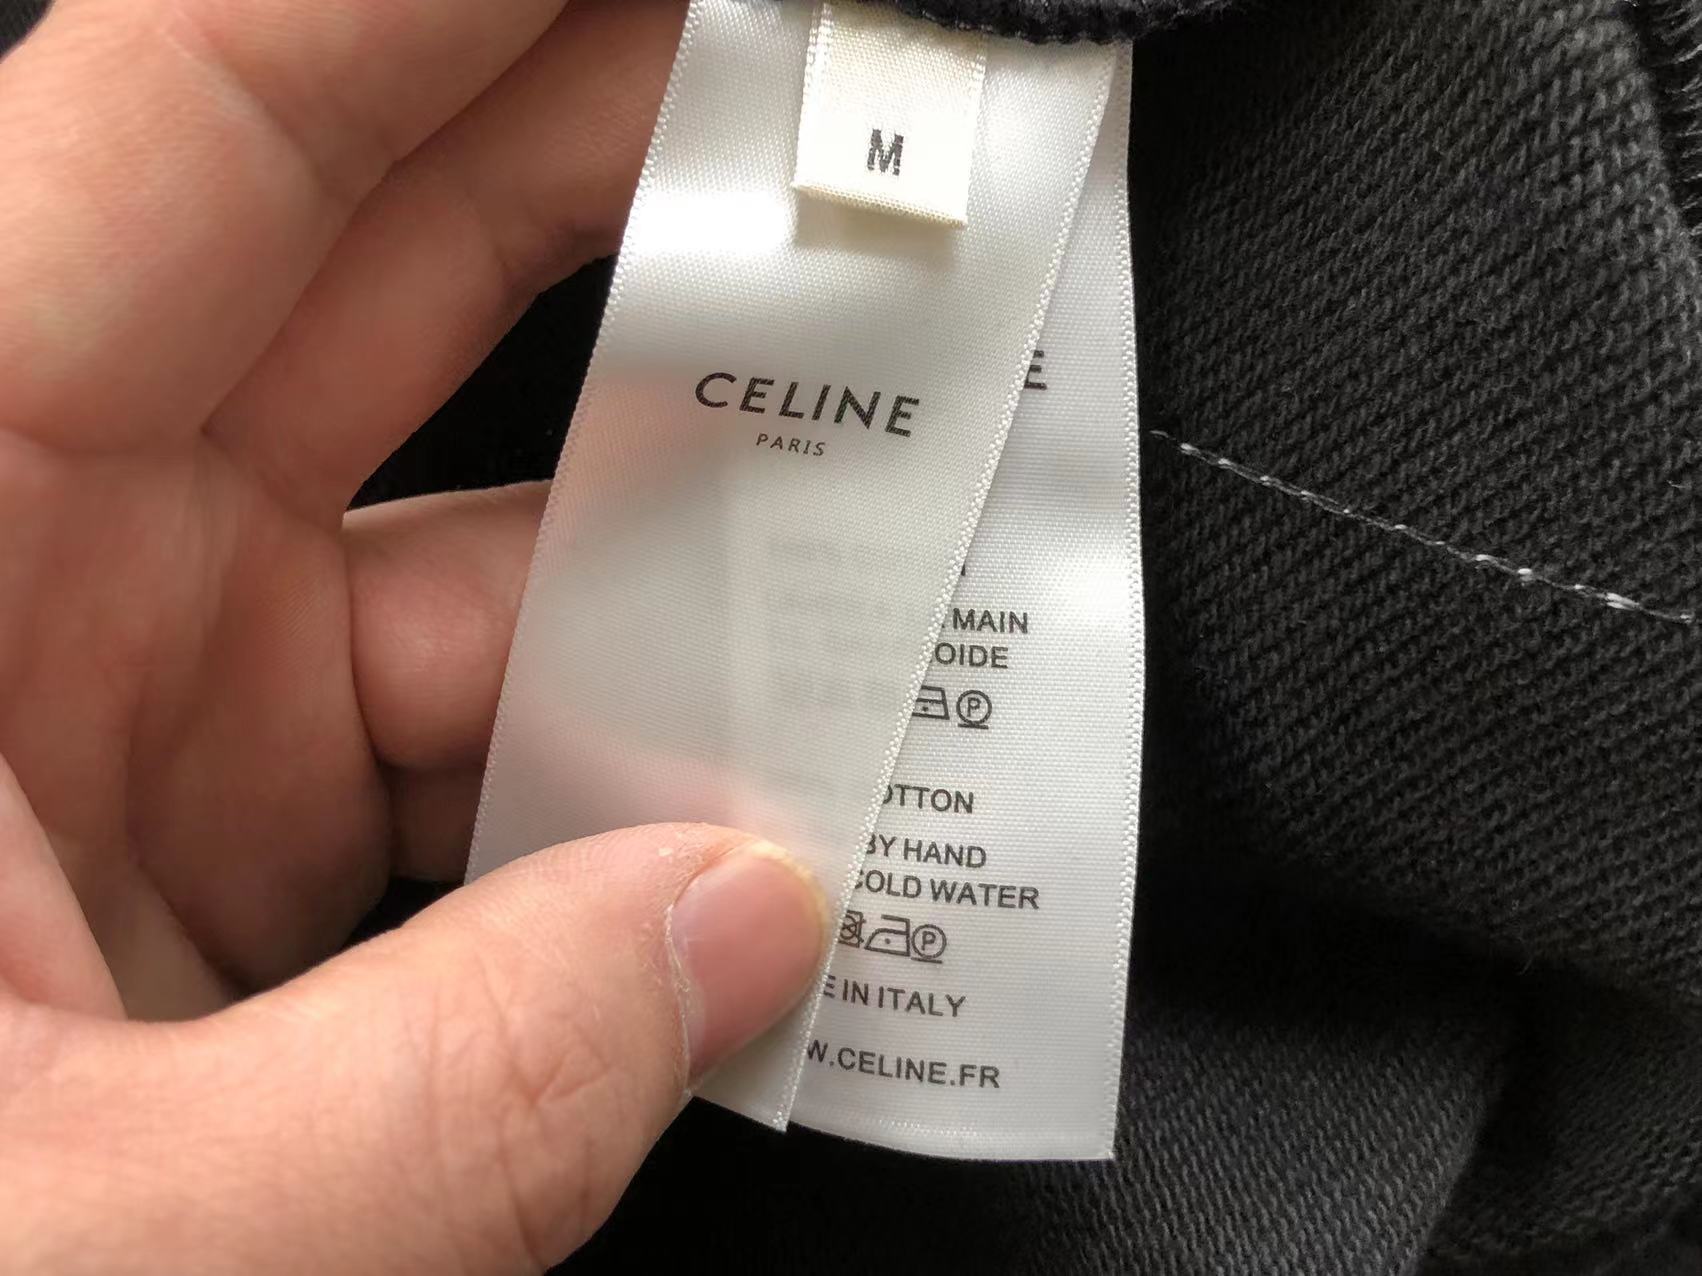 M
CELINE
PARIS
E
MAIN
OIDE
P
OTTON
BY HAND
COLD WATER
P
E IN ITALY
W.CELINE.FR